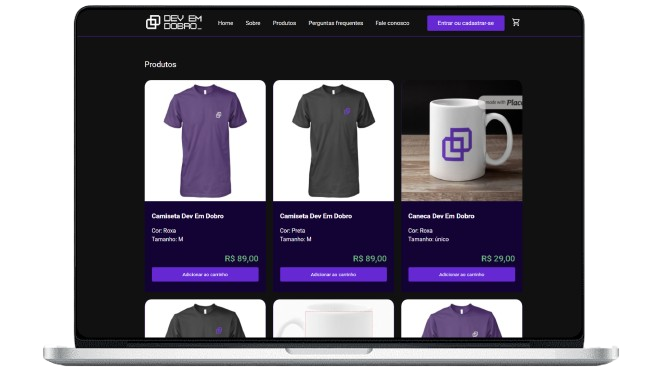 DEV EM
DOBRO_
Home
Sobre
Produtos
Perguntas frequentes
Fale conosco
Entrar ou cadastrar-se
Produtos
made with Place
Camiseta Dev Em Dobro
Cor: Roxa
Tamanho: M
R$ 89,00
Adicionar ao carrinho
Camiseta Dev Em Dobro
Cor: Preta
Tamanho: M
R$ 89,00
Adicionar ao carrinho
Caneca Dev Em Dobro
Cor: Roxa
Tamanho: único
R$ 29,00
Adicionar ao carrinho